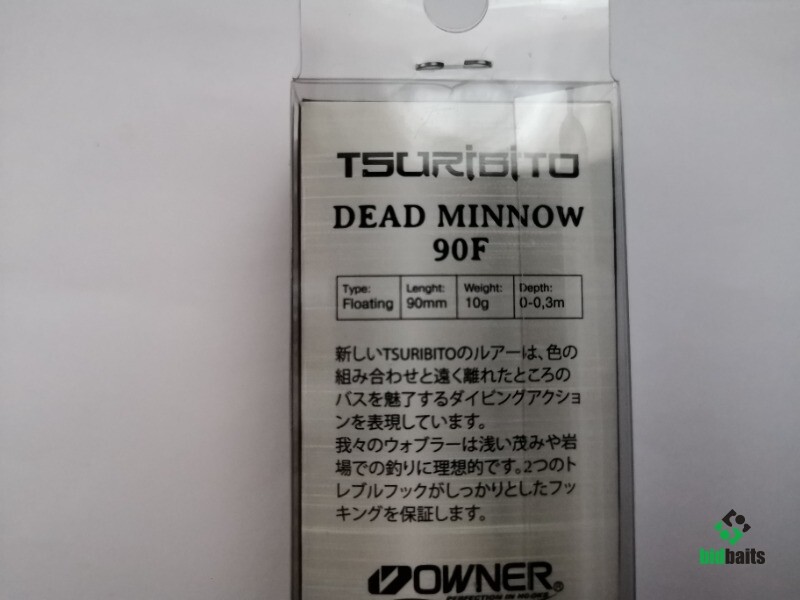 TSURIBITO
DEAD MINNOW
90F
Type: Lenght: Weight: Depth:
Floating 90mm 10g 0-0,3m
新しいTSURIBITOのルアーは、色の
組み合わせと遠く離れたところの
バスを魅了するダイビングアクショ
ンを表現しています。
我々のウォブラーは浅い茂みや岩
場での釣りに理想的です。2つのト
レブルフックがしっかりとしたフッ
キングを保証します。
OWNER®
PERFECTION IN HOOKS
baits